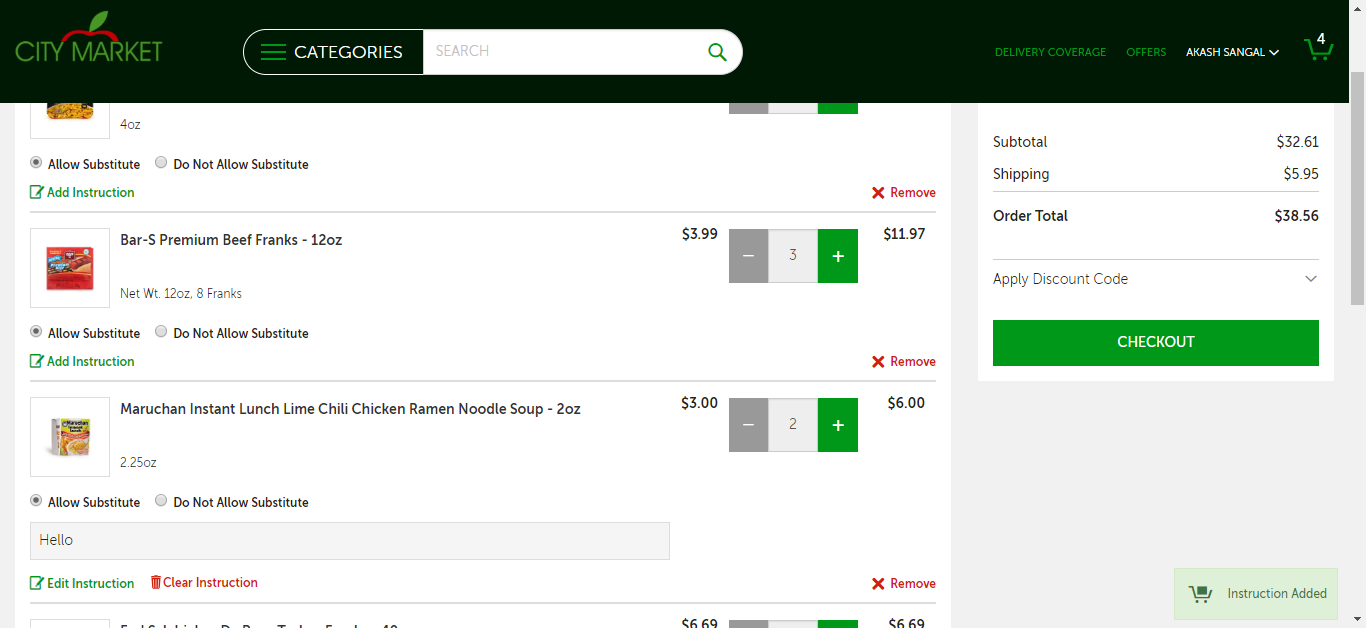 CITY MARKET
CATEGORIES
SEARCH
DELIVERY COVERAGE
OFFERS
AKASH SANGAL
4
4oz
Allow Substitute
Do Not Allow Substitute
Add Instruction
Remove
Bar-S Premium Beef Franks - 12oz
$3.99
− 3 +
$11.97
Net Wt. 12oz, 8 Franks
Allow Substitute
Do Not Allow Substitute
Add Instruction
Remove
Maruchan Instant Lunch Lime Chili Chicken Ramen Noodle Soup - 2oz
$3.00
− 2 +
$6.00
Maruchan
2.25oz
Allow Substitute
Do Not Allow Substitute
Hello
Edit Instruction
Clear Instruction
Remove
$6.69
$6.69
Subtotal $32.61
Shipping $5.95
Order Total $38.56
Apply Discount Code
CHECKOUT
Instruction Added